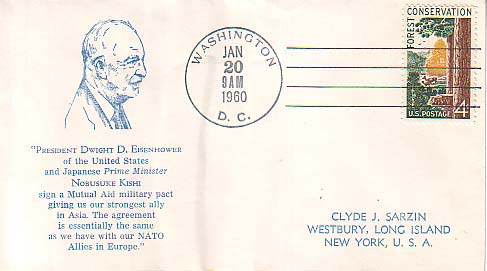 WASHINGTON
JAN
20
9AM
1960
D. C.
FOREST CONSERVATION
4¢
U.S. POSTAGE
"PRESIDENT DWIGHT D. EISENHOWER
of the United States
and Japanese Prime Minister
NOBUSUKE KISHI
sign a Mutual Aid military pact
giving us our strongest ally
in Asia. The agreement
is essentially the same
as we have with our NATO
Allies in Europe."
CLYDE J. SARZIN
WESTBURY, LONG ISLAND
NEW YORK, U. S. A.